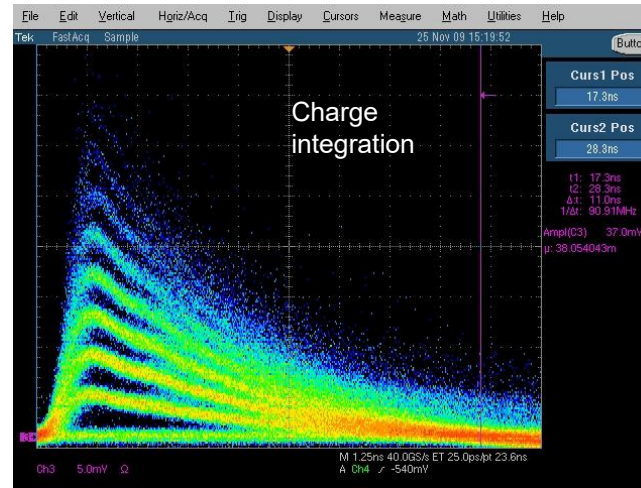 File Edit Vertical Horiz/Acq Trig Display Cursors Measure Math Utilities Help
Tek FastAcq Sample 25 Nov 09 15:19:52 Butto
Curs1 Pos
17.3ns
Curs2 Pos
28.3ns
Charge
integration
t1: 17.3ns
t2: 28.3ns
Δt: 11.0ns
1/Δt: 90.91MHz
Ampl(C3) 37.0mV
μ: 38.054043m
3
Ch3 5.0mV Ω
M 1.25ns 40.0GS/s ET 25.0ps/pt 23.6ns
A Ch4 ∕ -540mV